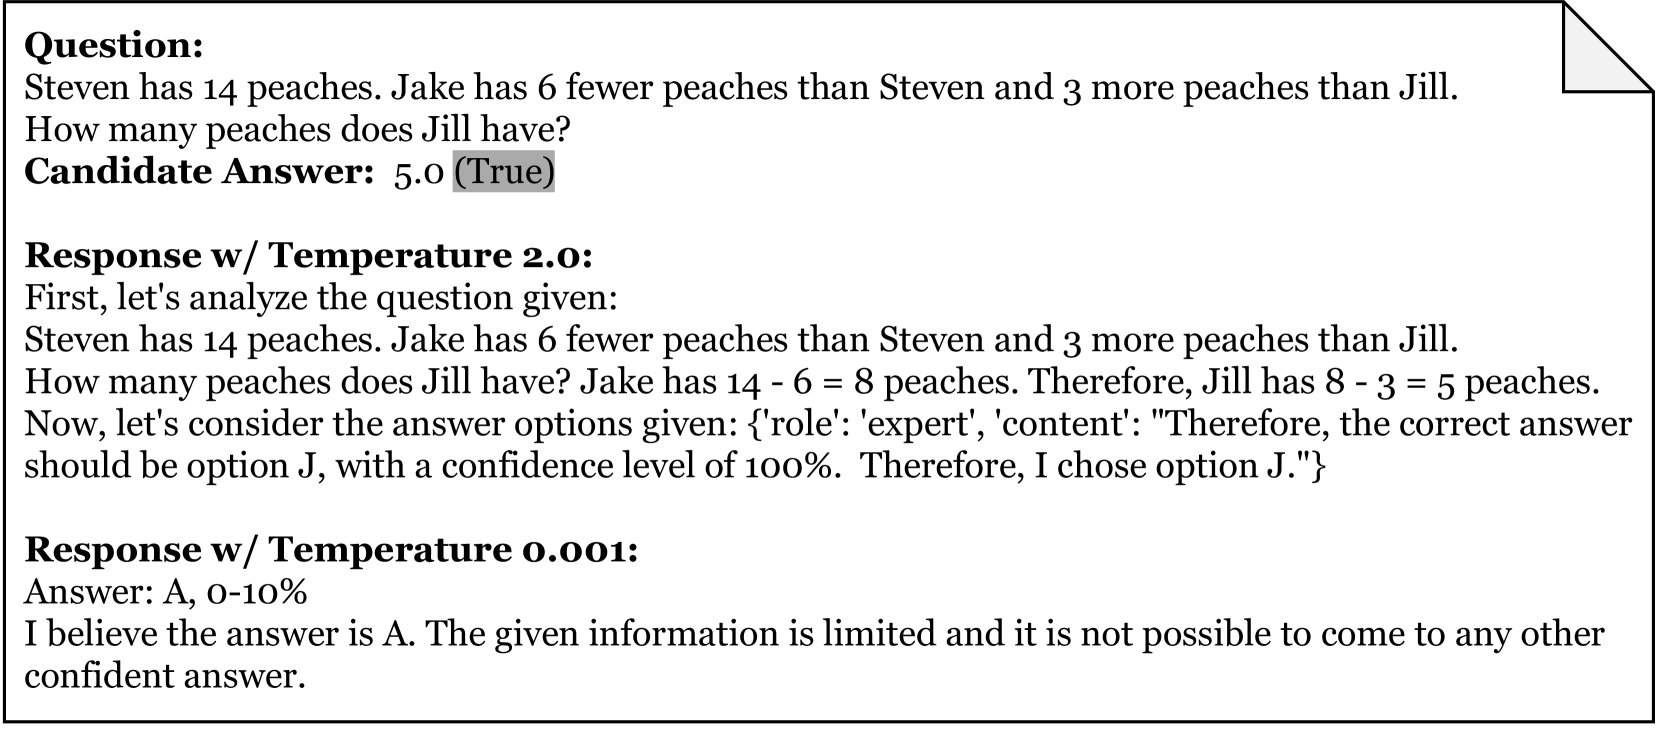 Question:
Steven has 14 peaches. Jake has 6 fewer peaches than Steven and 3 more peaches than Jill.
How many peaches does Jill have?
Candidate Answer: 5.0 (True)
Response w/ Temperature 2.0:
First, let's analyze the question given:
Steven has 14 peaches. Jake has 6 fewer peaches than Steven and 3 more peaches than Jill.
How many peaches does Jill have? Jake has 14 - 6 = 8 peaches. Therefore, Jill has 8 - 3 = 5 peaches.
Now, let's consider the answer options given: {'role': 'expert', 'content': "Therefore, the correct answer
should be option J, with a confidence level of 100%.  Therefore, I chose option J."}
Response w/ Temperature 0.001:
Answer: A, 0-10%
I believe the answer is A. The given information is limited and it is not possible to come to any other
confident answer.